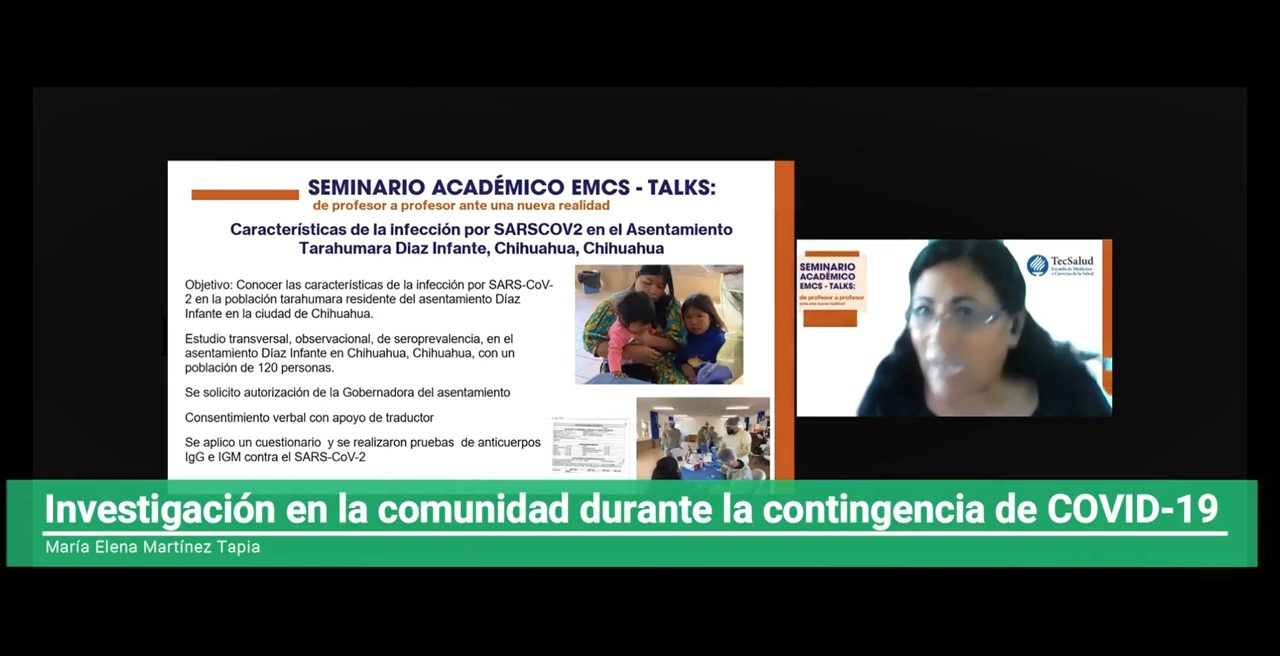 SEMINARIO ACADÉMICO EMCS - TALKS:
de profesor a profesor ante una nueva realidad
Características de la infección por SARSCOV2 en el Asentamiento
Tarahumara Diaz Infante, Chihuahua, Chihuahua
Objetivo: Conocer las características de la infección por SARS-CoV-
2 en la población tarahumara residente del asentamiento Díaz
Infante en la ciudad de Chihuahua.
Estudio transversal, observacional, de seroprevalencia, en el
asentamiento Díaz Infante en Chihuahua, Chihuahua, con un
población de 120 personas.
Se solicito autorización de la Gobernadora del asentamiento
Consentimiento verbal con apoyo de traductor
Se aplico un cuestionario y se realizaron pruebas de anticuerpos
IgG e IGM contra el SARS-CoV-2
SEMINARIO
ACADÉMICO
EMCS - TALKS:
de profesor a profesor
ante una nueva realidad
TecSalud
Escuela de Medicina
y Ciencias de la Salud
Investigación en la comunidad durante la contingencia de COVID-19
María Elena Martínez Tapia